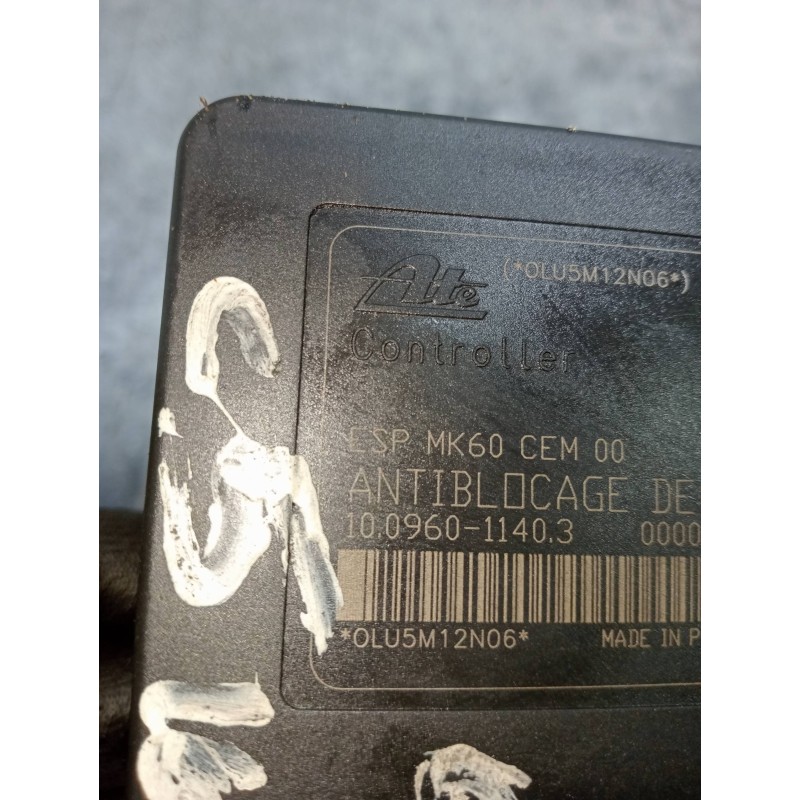 Ate (*OLU5M12N06*)
Controller
ESP MK60 CEM 00
ANTIBLOCAGE DE
10.0960-1140.3 0000
*OLU5M12N06* MADE IN P